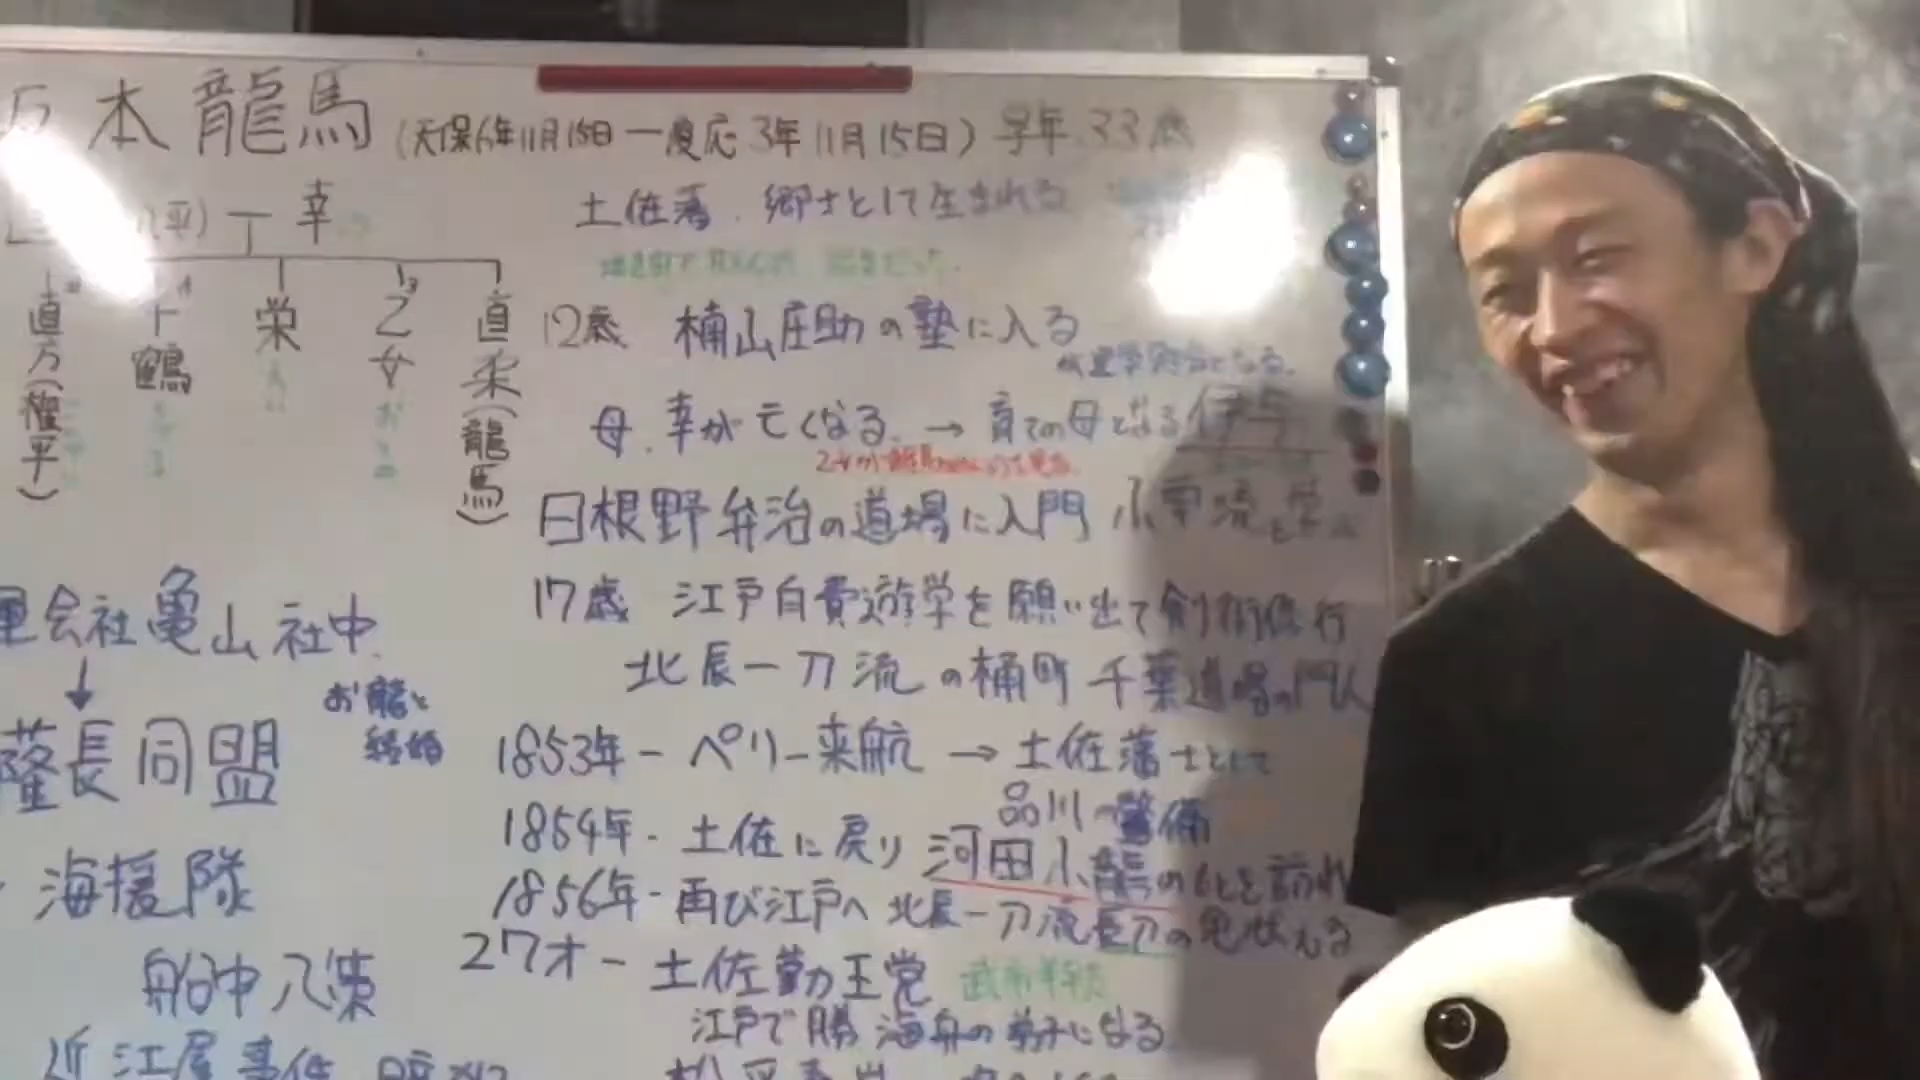 本龍馬 (天保6年11月15日ー慶応3年11月15日) 享年33歳
平) 幸
直方(権平)
千鶴
栄
乙女
直柔(龍馬)
土佐藩.郷士として生まれる
12歳 楠山庄助の塾に入る
母.幸が亡くなる.→ 育ての母となる伊与
日根野弁治の道場に入門 小栗流を学ぶ
17歳 江戸自費遊学を願い出て剣術修行
北辰一刀流の桶町千葉道場の門人
1853年ーペリー来航 → 土佐藩士として
品川の警備
1854年-土佐に戻り河田小龍のもとを訪れ
1856年-再び江戸へ北辰一刀流長刀の免状える
27才ー土佐勤王党
江戸で勝海舟の弟子になる
会社亀山社中
↓
お龍と
結婚
薩長同盟
海援隊
船中八策
近江屋事件